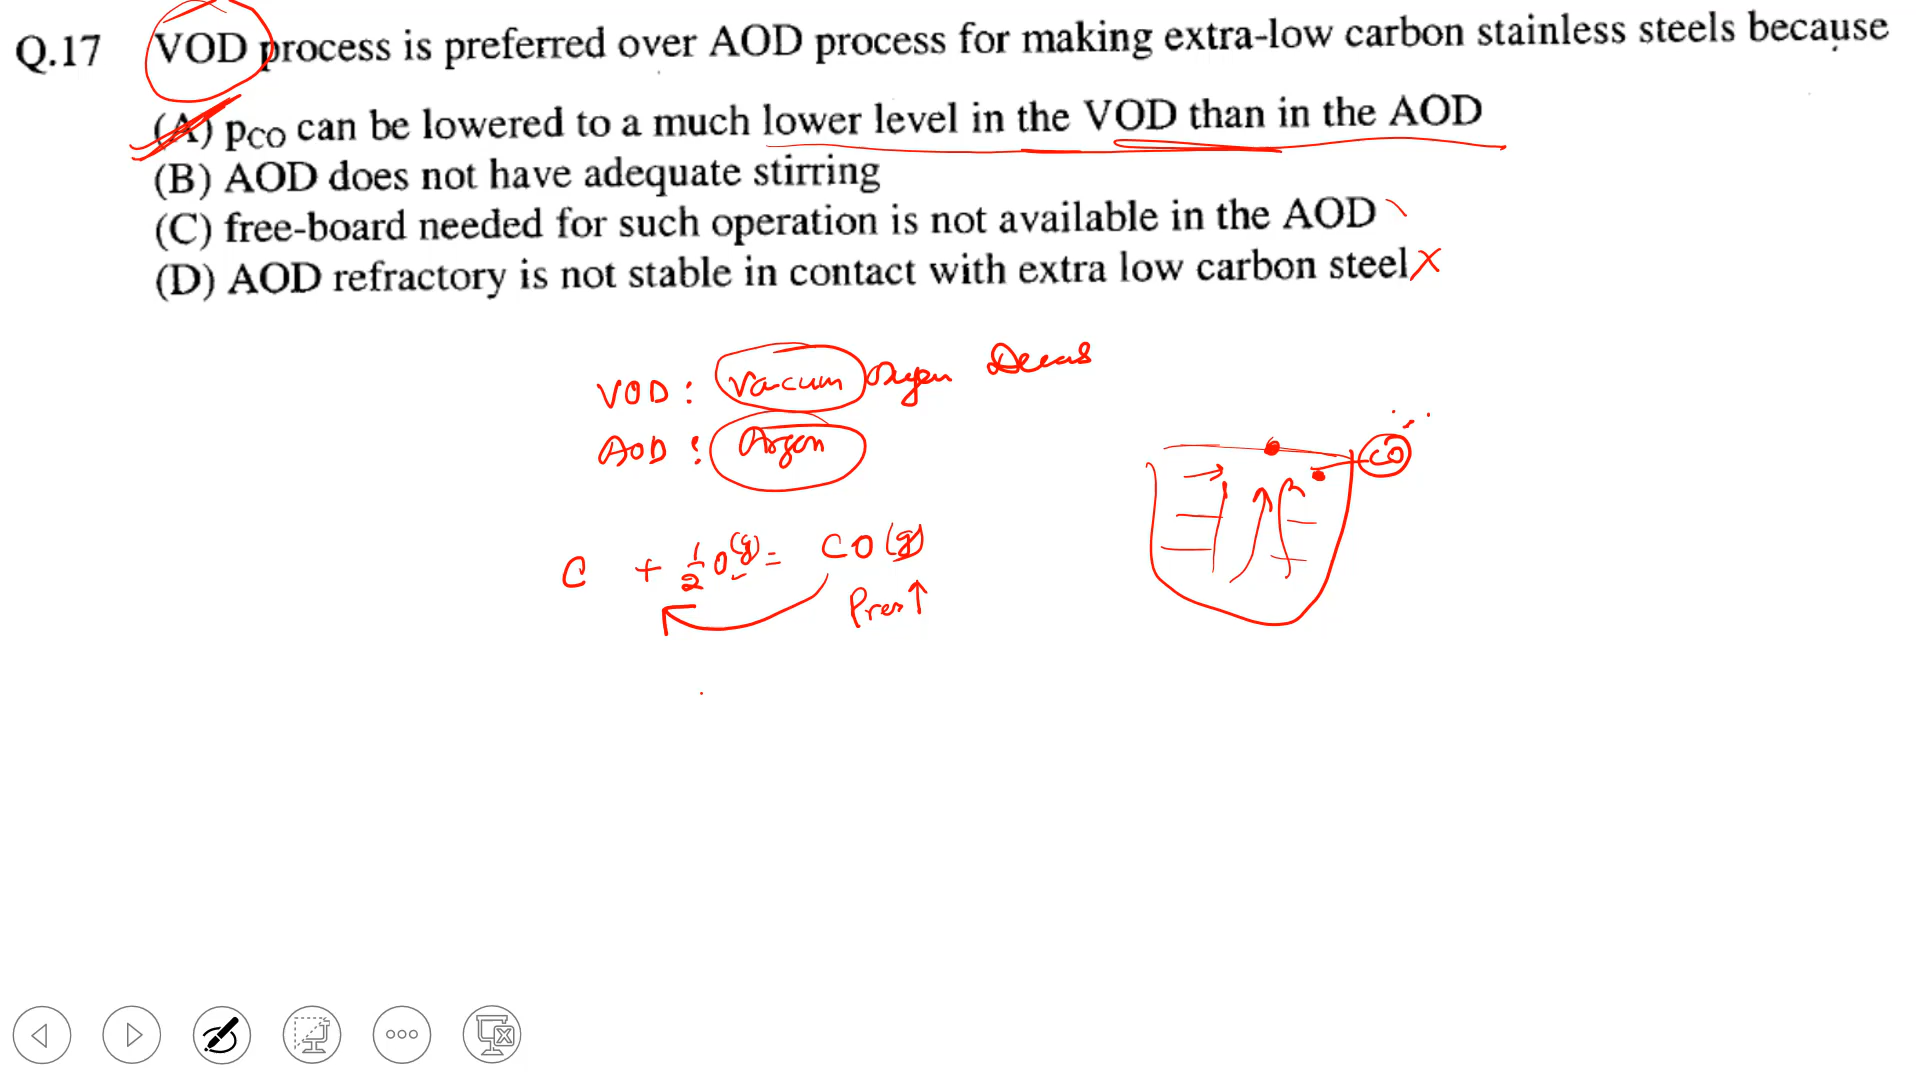 Q.17 VOD process is preferred over AOD process for making extra-low carbon stainless steels because
(A) pCO can be lowered to a much lower level in the VOD than in the AOD
(B) AOD does not have adequate stirring
(C) free-board needed for such operation is not available in the AOD
(D) AOD refractory is not stable in contact with extra low carbon steel X
VOD : Vacum Oxygen
AOD : Argon
CO
C + 1/2 O(g) = CO(g)
Pres ↑